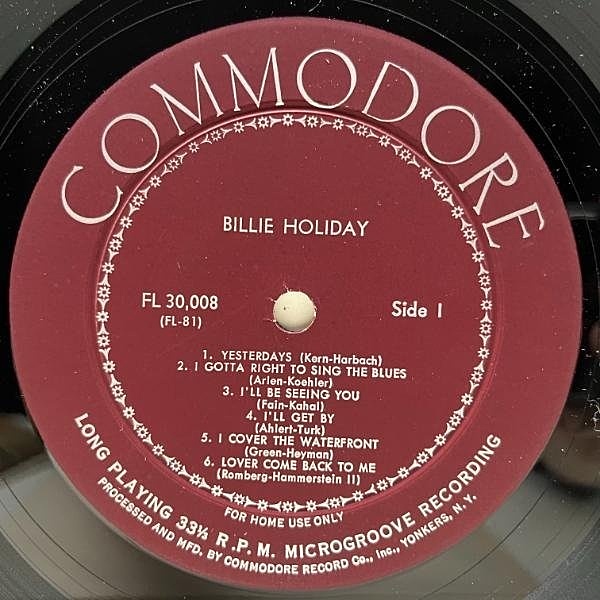 COMMODORE
BILLIE HOLIDAY
FL 30,008
(FL-81)
Side 1
1. YESTERDAYS (Kern-Harbach)
2. I GOTTA RIGHT TO SING THE BLUES
(Arlen-Koehler)
3. I'LL BE SEEING YOU
(Fain-Kahal)
4. I'LL GET BY
(Ahlert-Turk)
5. I COVER THE WATERFRONT
(Green-Heyman)
6. LOVER COME BACK TO ME
(Romberg-Hammerstein II)
FOR HOME USE ONLY
LONG PLAYING 33⅓ R.P.M. MICROGROOVE RECORDING
PROCESSED AND MFD. BY COMMODORE RECORD Co., Inc., YONKERS, N.Y.